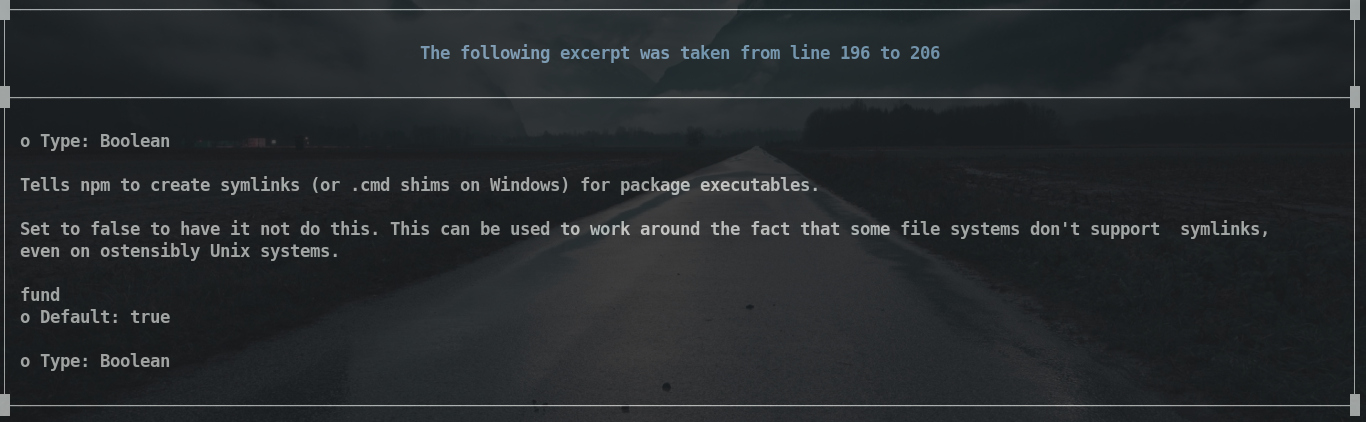 The following excerpt was taken from line 196 to 206
o Type: Boolean
Tells npm to create symlinks (or .cmd shims on Windows) for package executables.
Set to false to have it not do this. This can be used to work around the fact that some file systems don't support  symlinks,
even on ostensibly Unix systems.
fund
o Default: true
o Type: Boolean